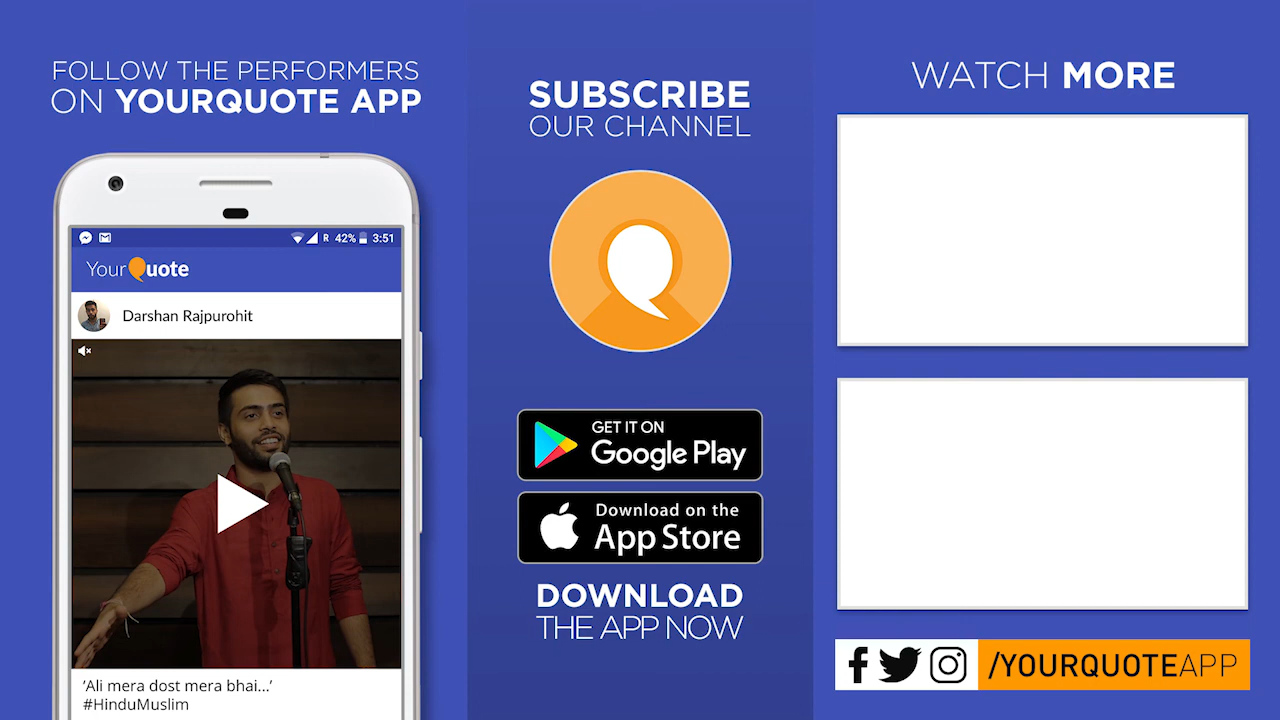 FOLLOW THE PERFORMERS
ON YOURQUOTE APP
R 42% 3:51
YourQuote
Darshan Rajpurohit
'Ali mera dost mera bhai...'
#HinduMuslim
SUBSCRIBE
OUR CHANNEL
GET IT ON
Google Play
Download on the
App Store
DOWNLOAD
THE APP NOW
WATCH MORE
/YOURQUOTEAPP